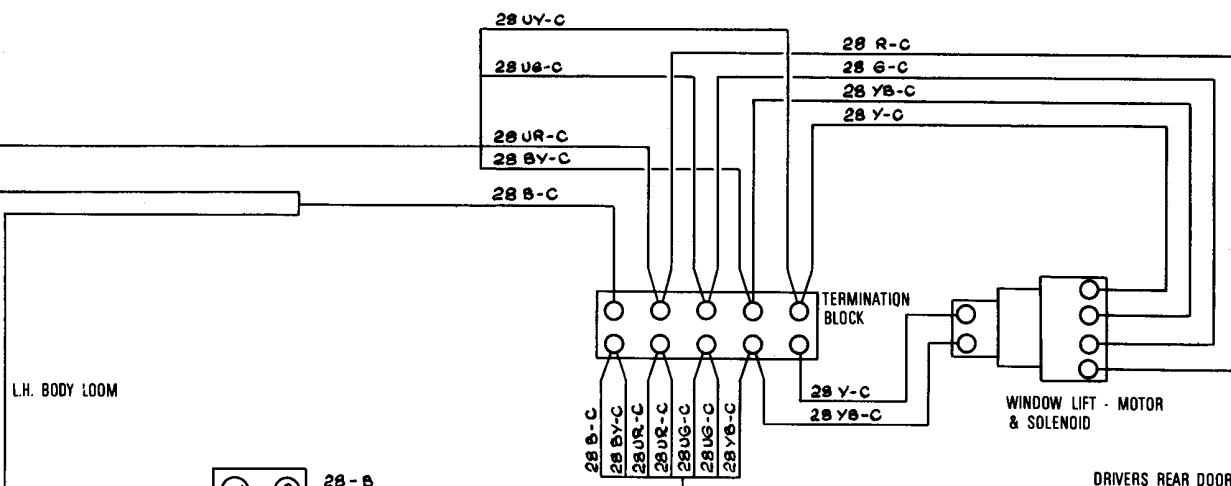 28 UY-C
28 R-C
28 UG-C
28 G-C
28 YB-C
28 Y-C
28 UR-C
28 BY-C
28 B-C
TERMINATION
BLOCK
L.H. BODY LOOM
28 Y-C
28 YB-C
WINDOW LIFT - MOTOR
& SOLENOID
28 B-C
28 BY-C
28 UR-C
28 UR-C
28 UG-C
28 UG-C
28 YB-C
28-B
DRIVERS REAR DOOR